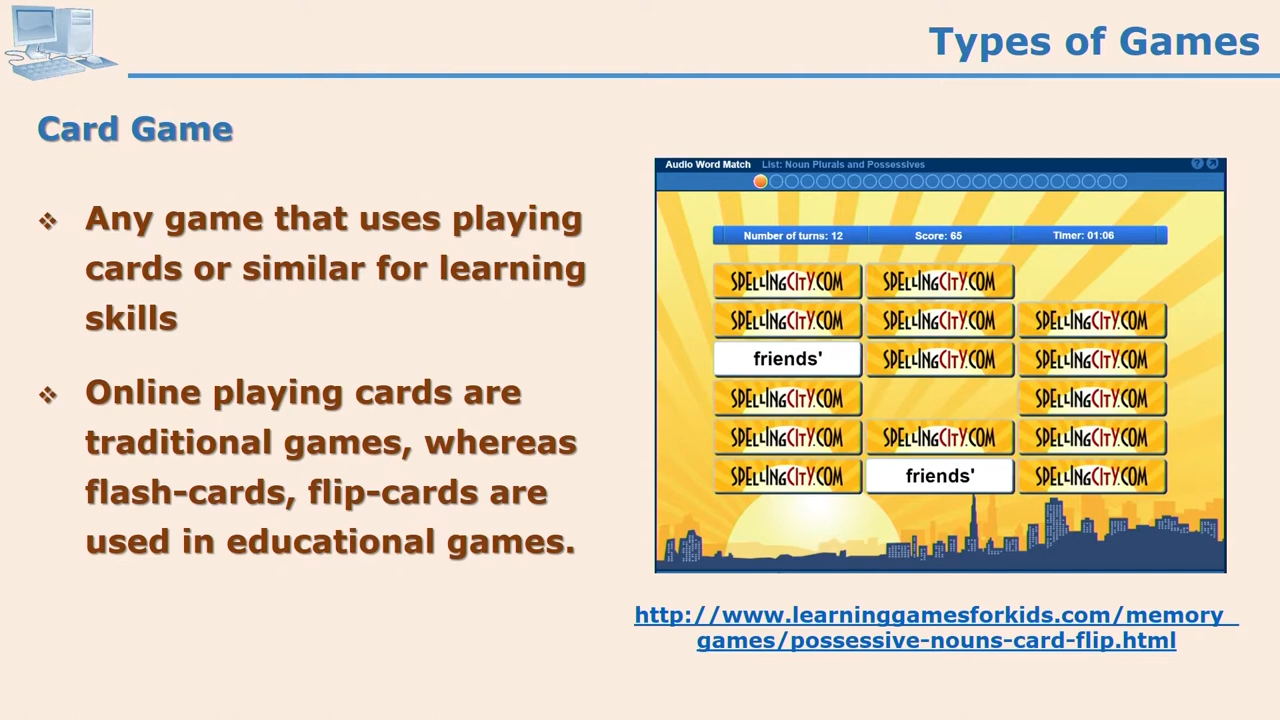 Types of Games
Card Game
Any game that uses playing
cards or similar for learning
skills
Online playing cards are
traditional games, whereas
flash-cards, flip-cards are
used in educational games.
Audio Word Match List: Noun Plurals and Possessives ?
Number of turns: 12 Score: 65 Timer: 01:06
SPELLINGCITY.COM SPELLINGCITY.COM
SPELLINGCITY.COM SPELLINGCITY.COM SPELLINGCITY.COM
friends' SPELLINGCITY.COM SPELLINGCITY.COM
SPELLINGCITY.COM SPELLINGCITY.COM
SPELLINGCITY.COM SPELLINGCITY.COM SPELLINGCITY.COM
SPELLINGCITY.COM friends' SPELLINGCITY.COM
http://www.learninggamesforkids.com/memory_
games/possessive-nouns-card-flip.html